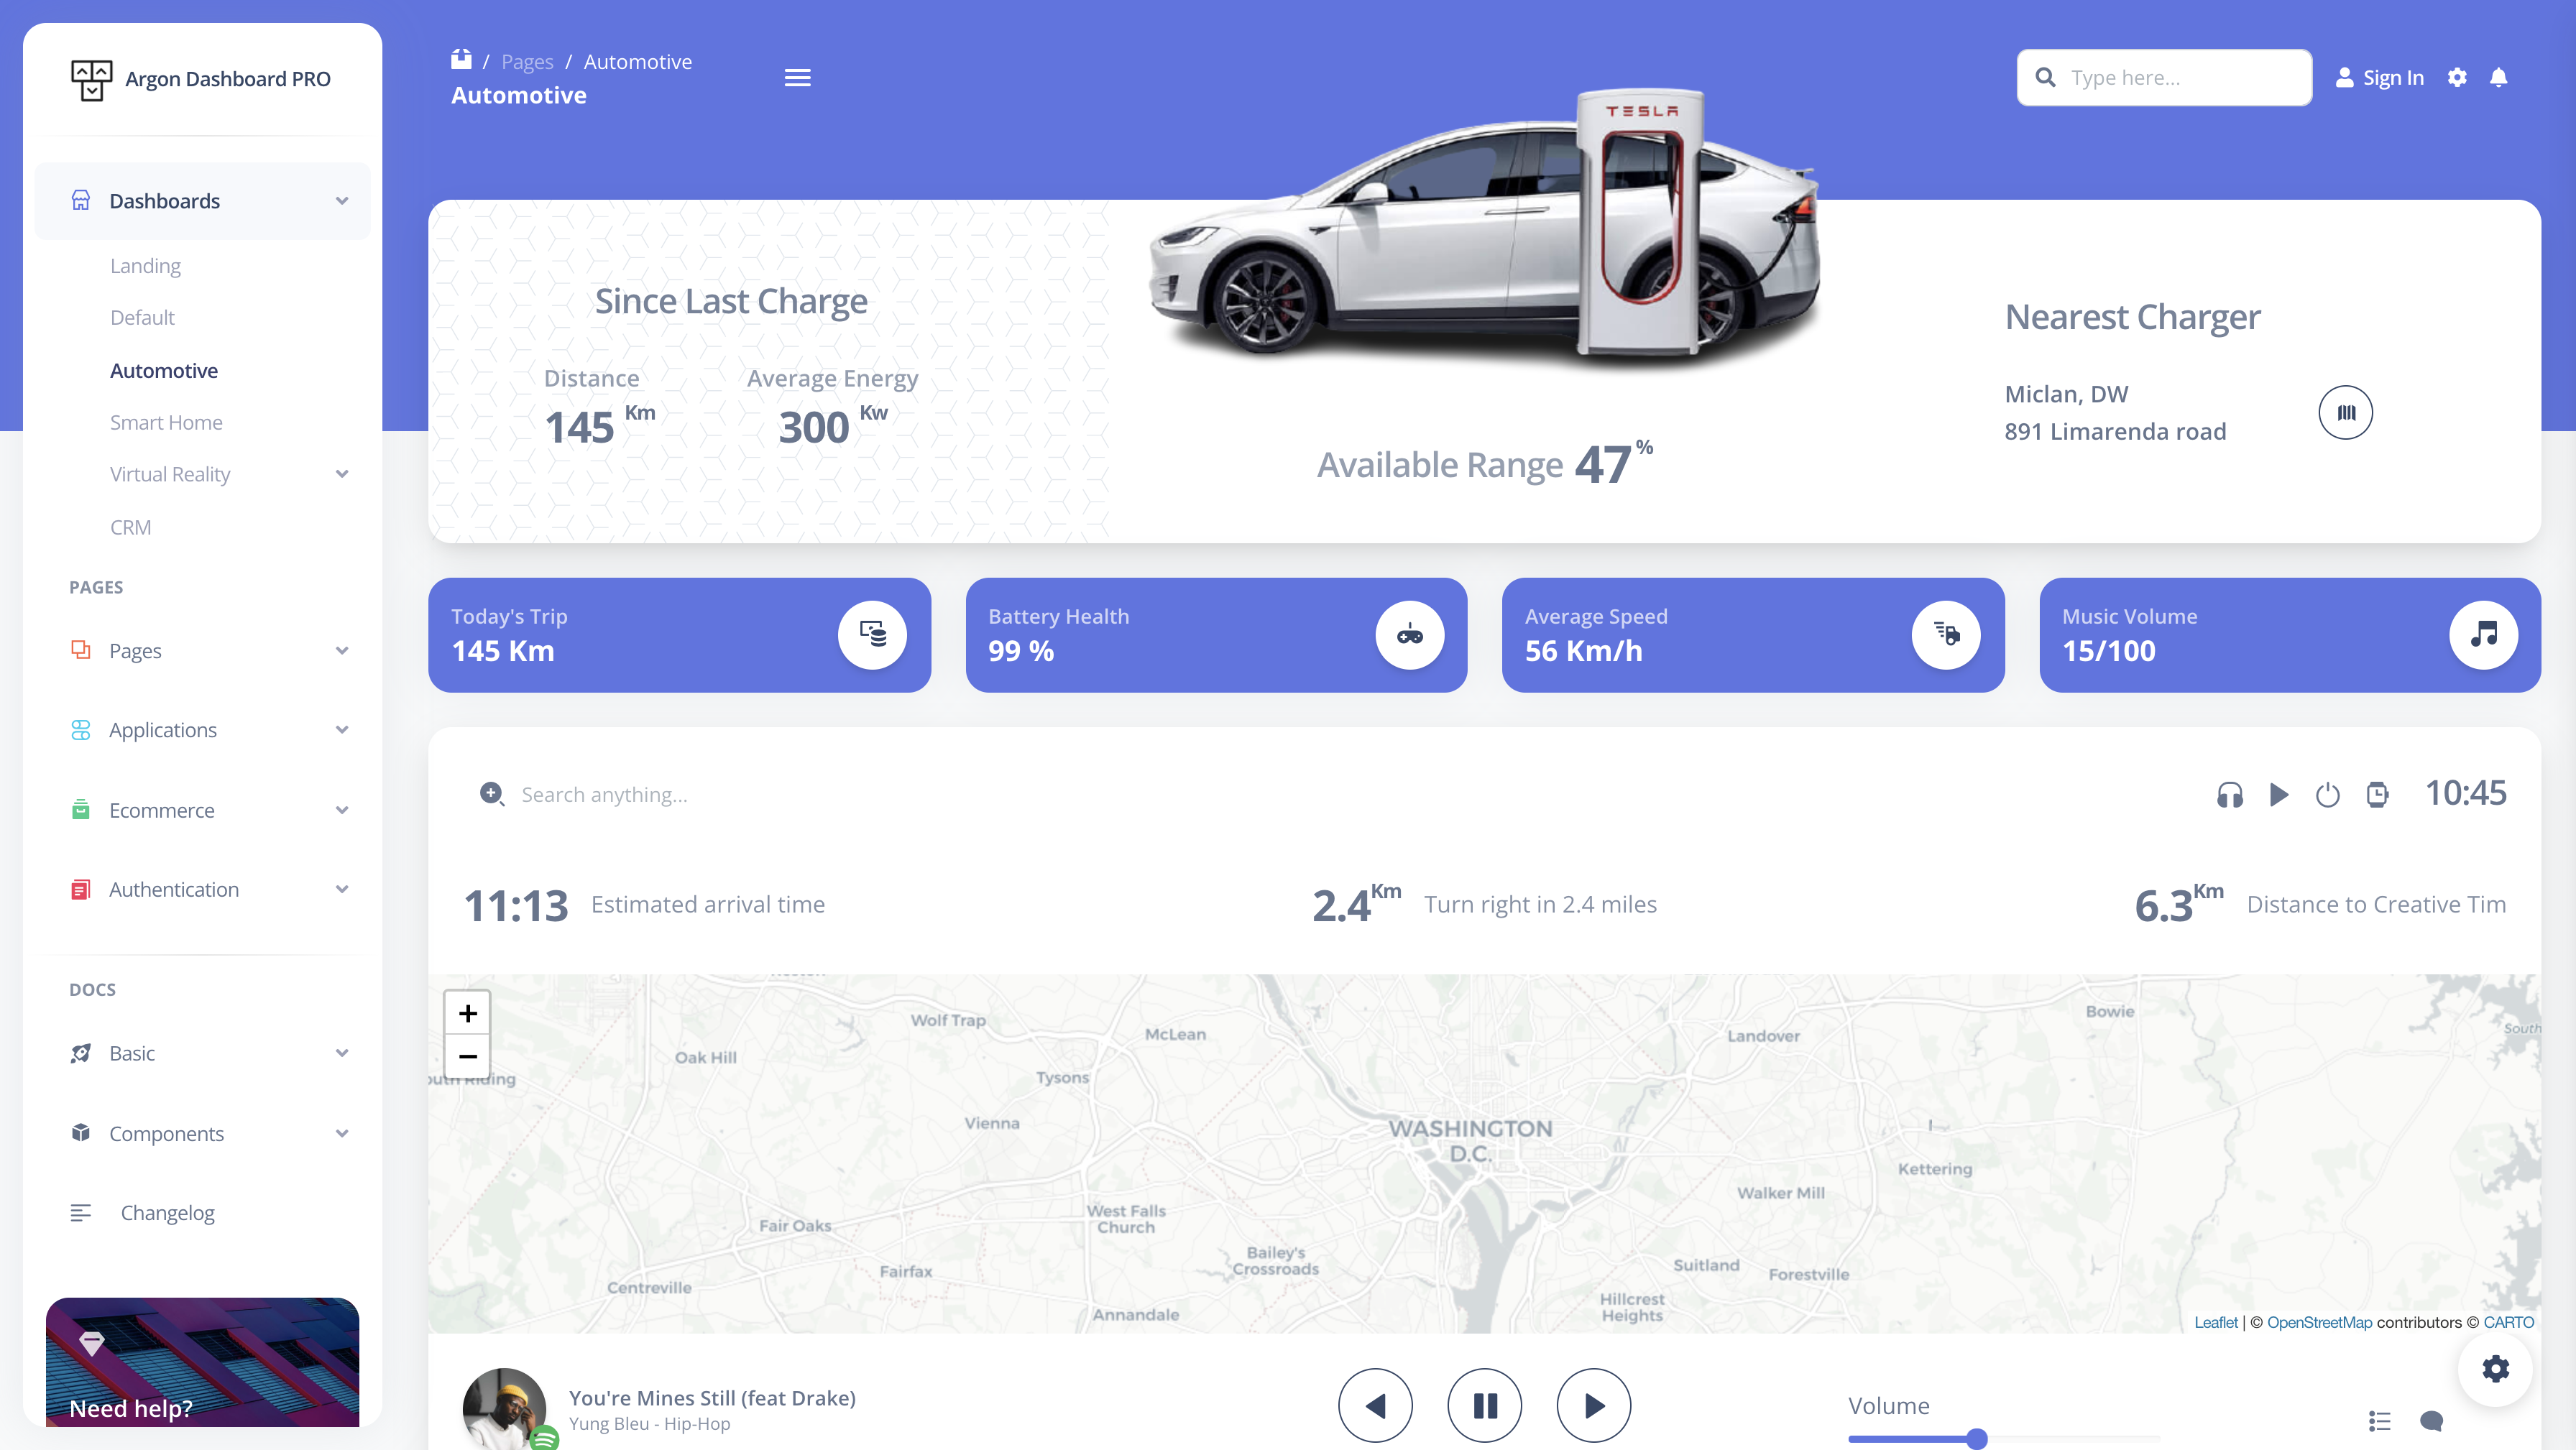 Argon Dashboard PRO
Dashboards
Landing
Default
Automotive
Smart Home
Virtual Reality
CRM
PAGES
Pages
Applications
Ecommerce
Authentication
DOCS
Basic
Components
Changelog
Need help?
/ Pages / Automotive
Automotive
Type here...
Sign In
TESLA
Since Last Charge
Distance
145 Km
Average Energy
300 Kw
Available Range 47 %
Nearest Charger
Miclan, DW
891 Limarenda road
Today's Trip
145 Km
Battery Health
99 %
Average Speed
56 Km/h
Music Volume
15/100
Search anything...
10:45
11:13 Estimated arrival time
2.4 Km Turn right in 2.4 miles
6.3 Km Distance to Creative Tim
+
−
Wolf Trap
McLean
Bowie
Landover
South
Oak Hill
Tysons
Riding
Vienna
WASHINGTON
D.C.
Kettering
Walker Mill
West Falls
Church
Fair Oaks
Bailey's
Crossroads
Suitland
Forestville
Fairfax
Centreville
Annandale
Hillcrest
Heights
Leaflet | © OpenStreetMap contributors © CARTO
You're Mines Still (feat Drake)
Yung Bleu - Hip-Hop
Volume